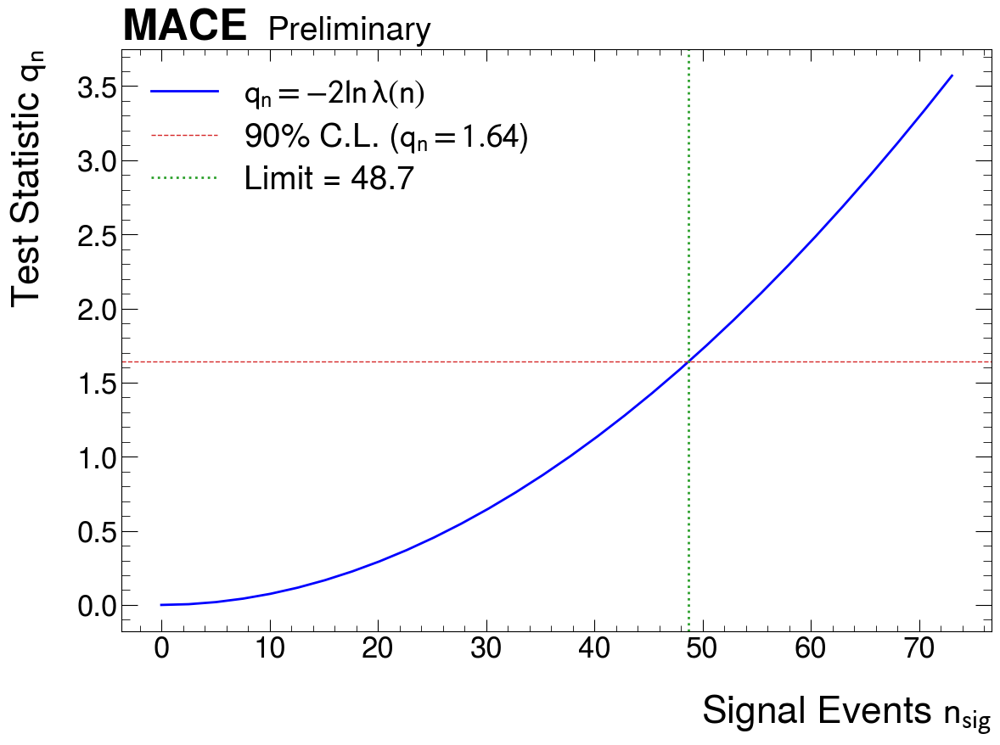 MACE Preliminary
Test Statistic qn
qn = −2ln λ(n)
90% C.L. (qn = 1.64)
Limit = 48.7
3.5
3.0
2.5
2.0
1.5
1.0
0.5
0.0
0 10 20 30 40 50 60 70
Signal Events nsig